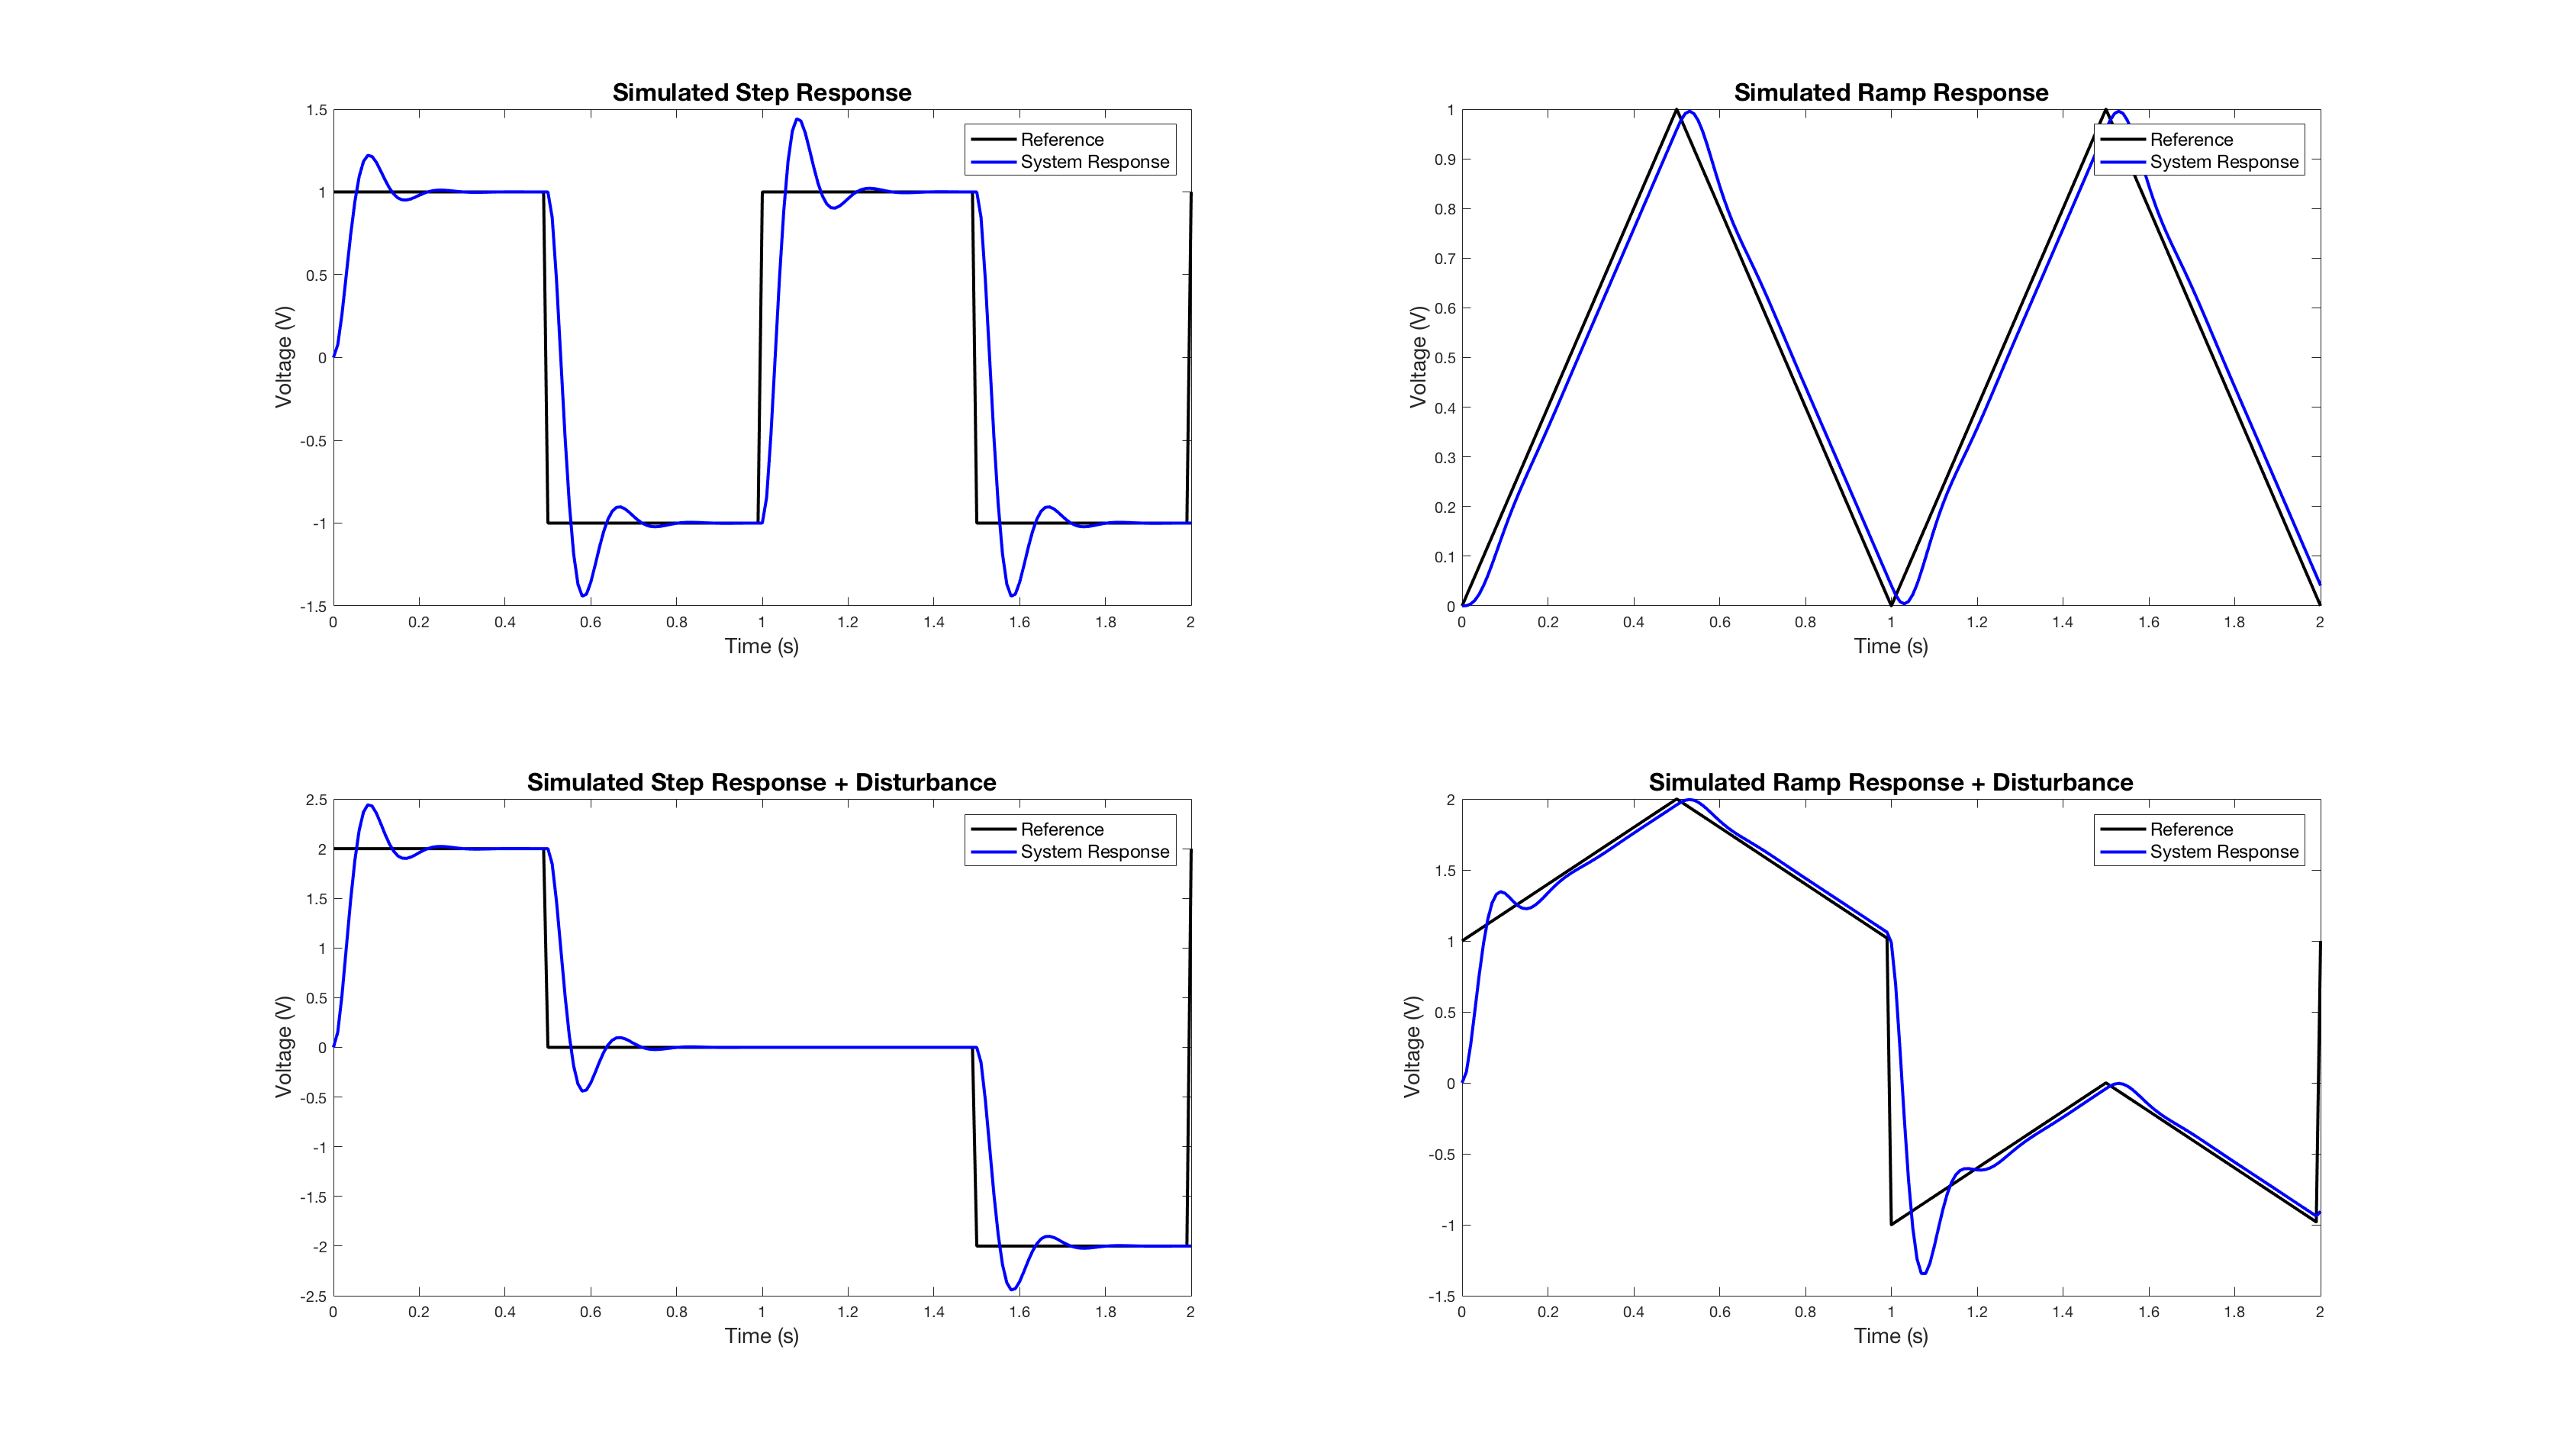 Simulated Step Response
1.5
1
0.5
0
-0.5
-1
-1.5
Voltage (V)
Reference
System Response
0 0.2 0.4 0.6 0.8 1 1.2 1.4 1.6 1.8 2
Time (s)
Simulated Ramp Response
1
0.9
0.8
0.7
0.6
0.5
0.4
0.3
0.2
0.1
0
Voltage (V)
Reference
System Response
0 0.2 0.4 0.6 0.8 1 1.2 1.4 1.6 1.8 2
Time (s)
Simulated Step Response + Disturbance
2.5
2
1.5
1
0.5
0
-0.5
-1
-1.5
-2
-2.5
Voltage (V)
Reference
System Response
0 0.2 0.4 0.6 0.8 1 1.2 1.4 1.6 1.8 2
Time (s)
Simulated Ramp Response + Disturbance
2
1.5
1
0.5
0
-0.5
-1
-1.5
Voltage (V)
Reference
System Response
0 0.2 0.4 0.6 0.8 1 1.2 1.4 1.6 1.8 2
Time (s)